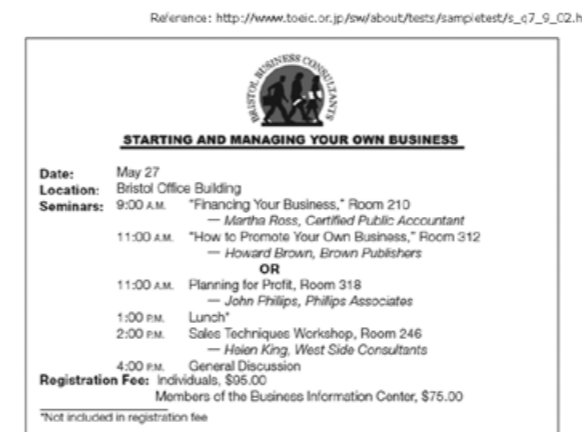 Reference: http://www.toeic.or.jp/sw/about/tests/sampletest/s_q7_9_02.h
BRISTOL BUSINESS CONSULTANTS
STARTING AND MANAGING YOUR OWN BUSINESS
Date: May 27
Location: Bristol Office Building
Seminars: 9:00 A.M. "Financing Your Business," Room 210
— Martha Ross, Certified Public Accountant
11:00 A.M. "How to Promote Your Own Business," Room 312
— Howard Brown, Brown Publishers
OR
11:00 A.M. Planning for Profit, Room 318
— John Phillips, Phillips Associates
1:00 P.M. Lunch*
2:00 P.M. Sales Techniques Workshop, Room 246
— Helen King, West Side Consultants
4:00 P.M. General Discussion
Registration Fee: Individuals, $95.00
Members of the Business Information Center, $75.00
*Not included in registration fee